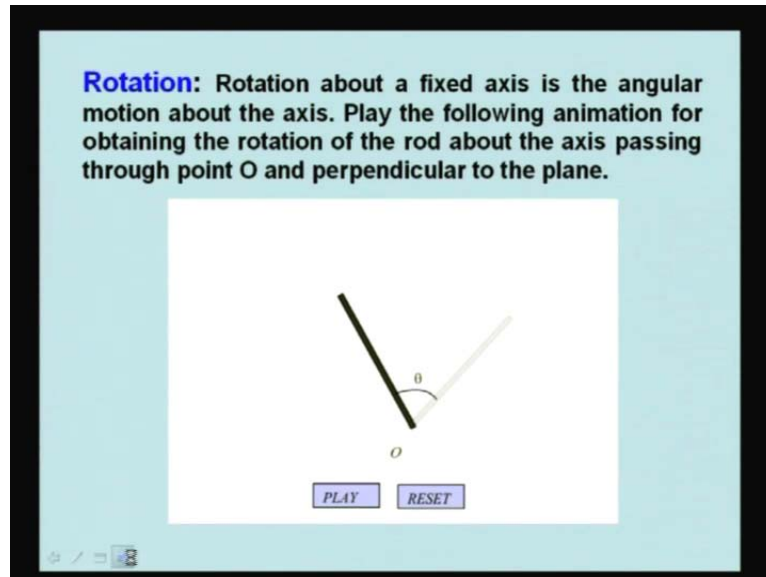 Rotation: Rotation about a fixed axis is the angular
motion about the axis. Play the following animation for
obtaining the rotation of the rod about the axis passing
through point O and perpendicular to the plane.
θ
O
PLAY RESET